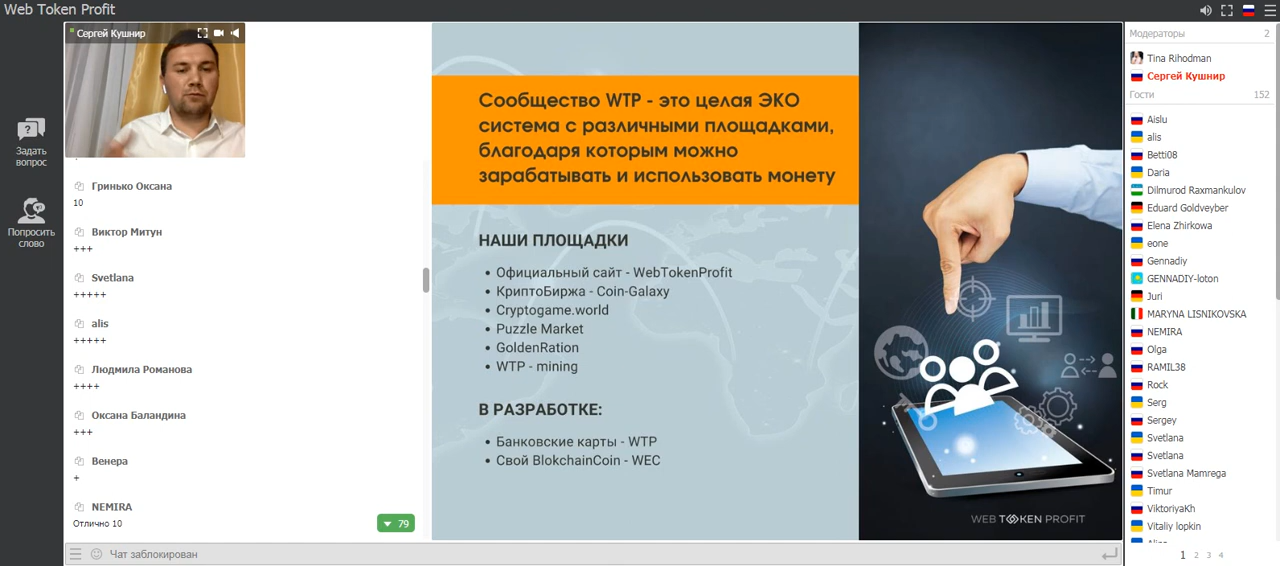 Web Token Profit
Сергей Кушнир
Задать
вопрос
Попросить
слово
Гринько Оксана
10
Виктор Митун
+++
Svetlana
+++++
alis
+++++
Людмила Романова
++++
Оксана Баландина
+++
Венера
+
NEMIRA
Отлично 10
79
Чат заблокирован
Сообщество WTP - это целая ЭКО
система с различными площадками,
благодаря которым можно
зарабатывать и использовать монету
НАШИ ПЛОЩАДКИ
• Официальный сайт - WebTokenProfit
• КриптоБиржа - Coin-Galaxy
• Cryptogame.world
• Puzzle Market
• GoldenRation
• WTP - mining
В РАЗРАБОТКЕ:
• Банковские карты - WTP
• Свой BlokchainCoin - WEC
WEB TOKEN PROFIT
Модераторы 2
Tina Rihodman
Сергей Кушнир
Гости 152
Aislu
alis
Betti08
Daria
Dilmurod Raxmankulov
Eduard Goldveyber
Elena Zhirkowa
eone
Gennadiy
GENNADIY-loton
Juri
MARYNA LISNIKOVSKA
NEMIRA
Olga
RAMIL38
Rock
Serg
Sergey
Svetlana
Svetlana
Svetlana Mamrega
Timur
ViktoriyaKh
Vitaliy lopkin
1 2 3 4